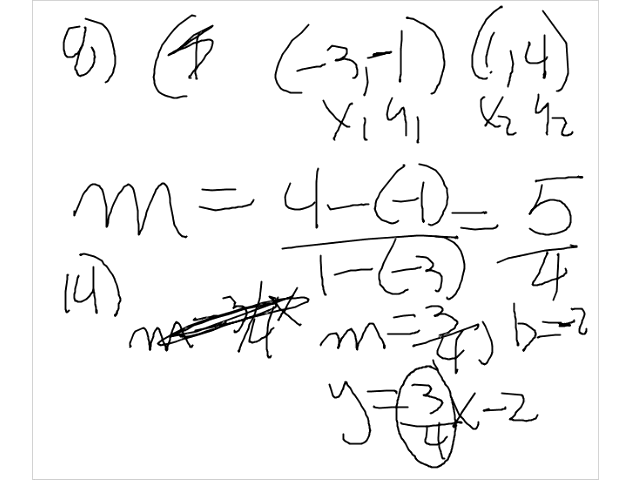 8) (-3,-1) (1,4)
x₁ y₁ x₂ y₂
m = 4-(-1)/1-(-3) = 5/4
14)
m=3/4, b=-2
y=3/4x-2